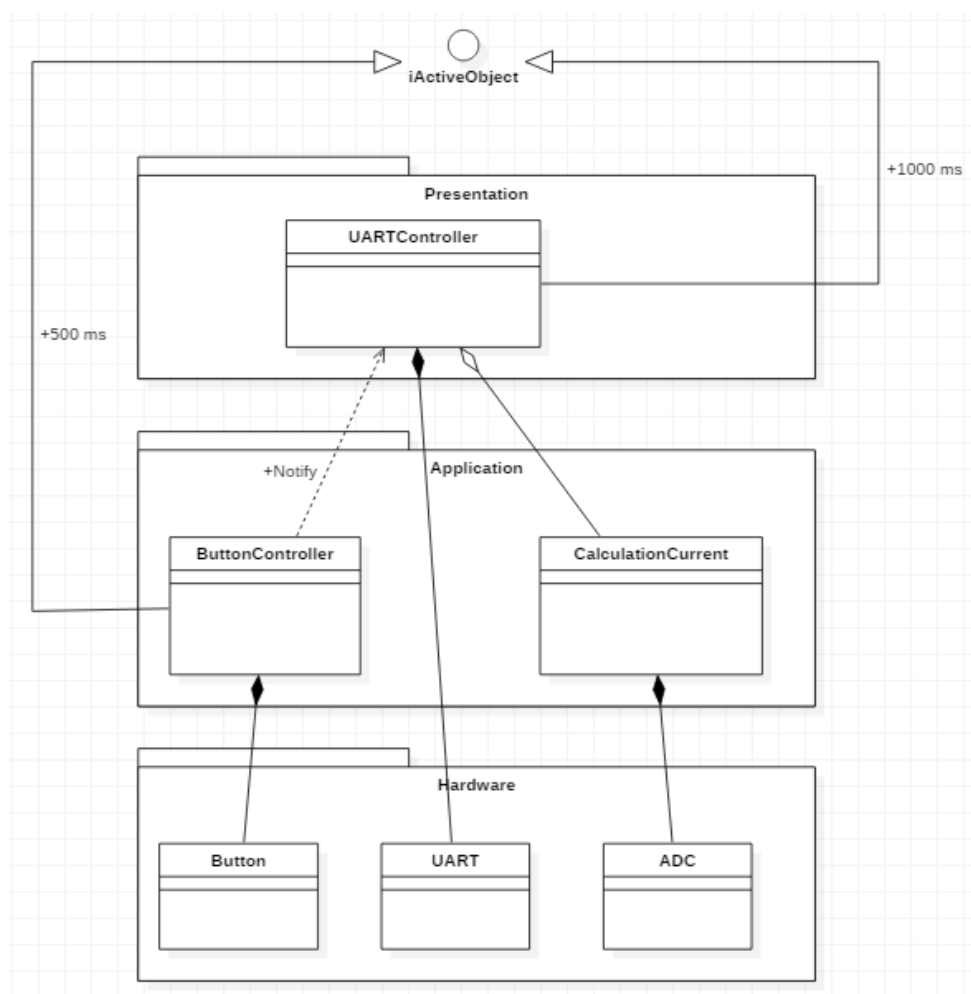 iActiveObject
+1000 ms
Presentation
UARTController
+500 ms
+Notify
Application
ButtonController
CalculationCurrent
Hardware
Button
UART
ADC